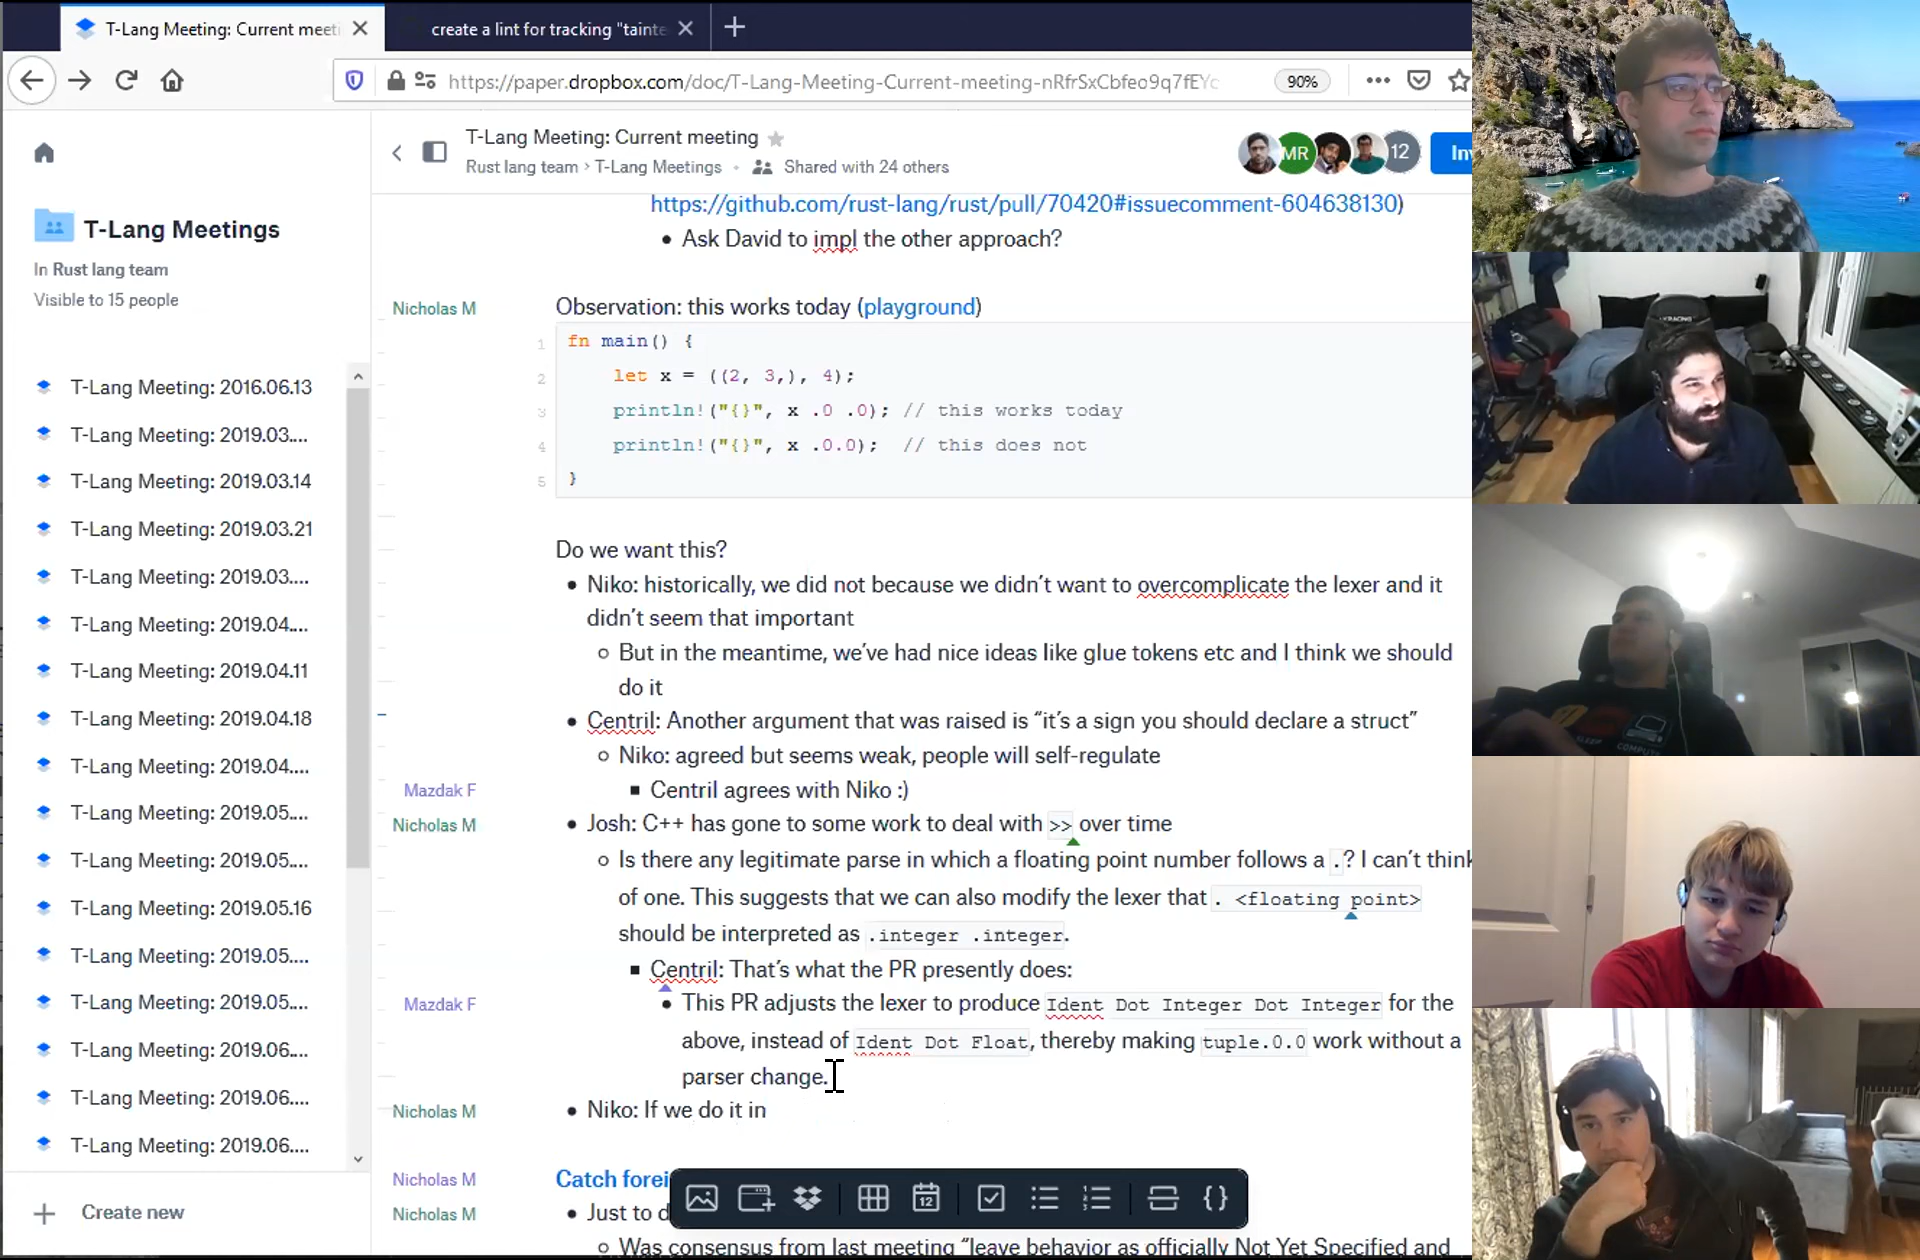 T-Lang Meeting: Current meeti
create a lint for tracking "tainte
https://paper.dropbox.com/doc/T-Lang-Meeting-Current-meeting-nRfrSxCbfeo9q7fEYc
90%
T-Lang Meeting: Current meeting
Rust lang team › T-Lang Meetings · Shared with 24 others
MR
12
Inv
T-Lang Meetings
In Rust lang team
Visible to 15 people
T-Lang Meeting: 2016.06.13
T-Lang Meeting: 2019.03....
T-Lang Meeting: 2019.03.14
T-Lang Meeting: 2019.03.21
T-Lang Meeting: 2019.03....
T-Lang Meeting: 2019.04....
T-Lang Meeting: 2019.04.11
T-Lang Meeting: 2019.04.18
T-Lang Meeting: 2019.04....
T-Lang Meeting: 2019.05....
T-Lang Meeting: 2019.05....
T-Lang Meeting: 2019.05.16
T-Lang Meeting: 2019.05....
T-Lang Meeting: 2019.05....
T-Lang Meeting: 2019.06....
T-Lang Meeting: 2019.06....
T-Lang Meeting: 2019.06....
Create new
https://github.com/rust-lang/rust/pull/70420#issuecomment-604638130)
• Ask David to impl the other approach?
Nicholas M
Observation: this works today (playground)
1 fn main() {
2 let x = ((2, 3,), 4);
3 println!("{}", x .0 .0); // this works today
4 println!("{}", x .0.0); // this does not
5 }
Do we want this?
• Niko: historically, we did not because we didn't want to overcomplicate the lexer and it
didn't seem that important
○ But in the meantime, we've had nice ideas like glue tokens etc and I think we should
do it
• Centril: Another argument that was raised is “it's a sign you should declare a struct”
○ Niko: agreed but seems weak, people will self-regulate
Mazdak F
■ Centril agrees with Niko :)
Nicholas M
• Josh: C++ has gone to some work to deal with >> over time
○ Is there any legitimate parse in which a floating point number follows a .? I can't think
of one. This suggests that we can also modify the lexer that . <floating point>
should be interpreted as .integer .integer.
■ Centril: That's what the PR presently does:
Mazdak F
• This PR adjusts the lexer to produce Ident Dot Integer Dot Integer for the
above, instead of Ident Dot Float, thereby making tuple.0.0 work without a
parser change.
Nicholas M
• Niko: If we do it in
Nicholas M
Catch forei
12
Nicholas M
• Just to d
○ Was consensus from last meeting “leave behavior as officially Not Yet Specified and